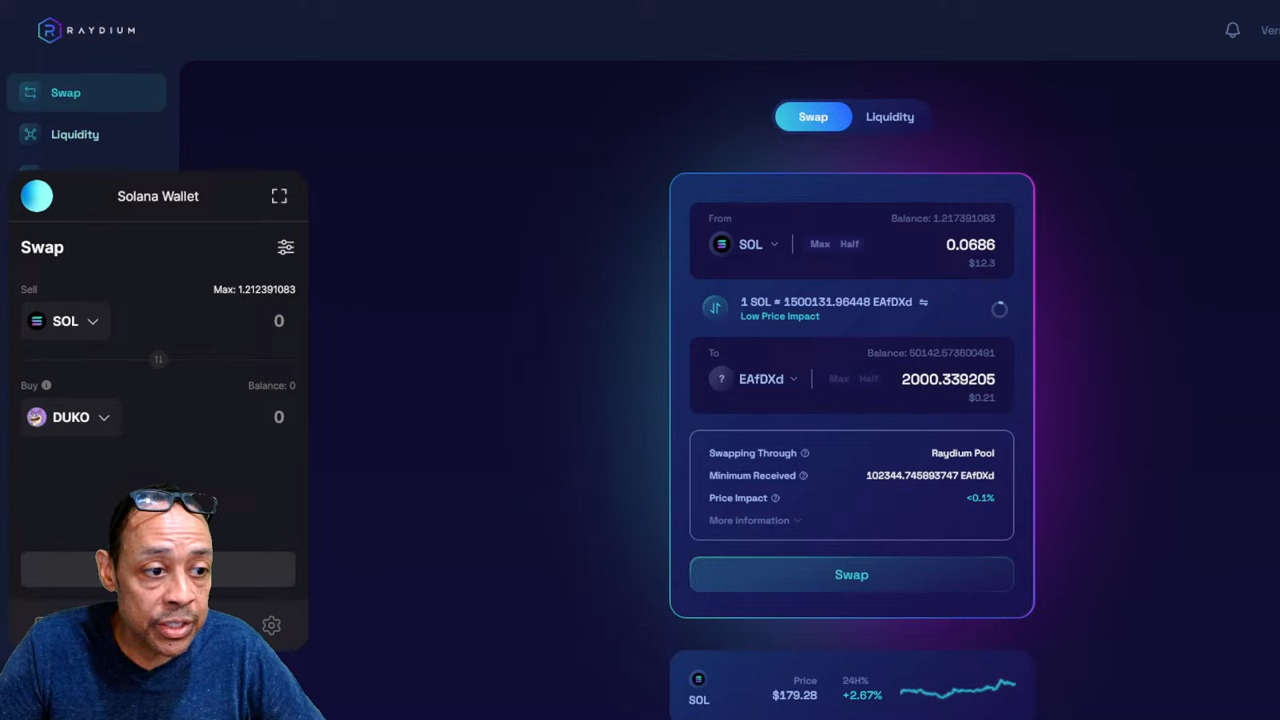 RAYDIUM
Ver
Swap
Liquidity
Swap Liquidity
Solana Wallet
Swap
Sell Max: 1.212391083
SOL 0
Buy Balance: 0
DUKO 0
From Balance: 1.217391083
SOL Max Half 0.0686
$12.3
1 SOL ≈ 1500131.96448 EAfDXd
Low Price Impact
To Balance: 50142.573600491
? EAfDXd Max Half 2000.339205
$0.21
Swapping Through Raydium Pool
Minimum Received 102344.745893747 EAfDXd
Price Impact <0.1%
More information
Swap
SOL Price 24H%
$179.28 +2.67%